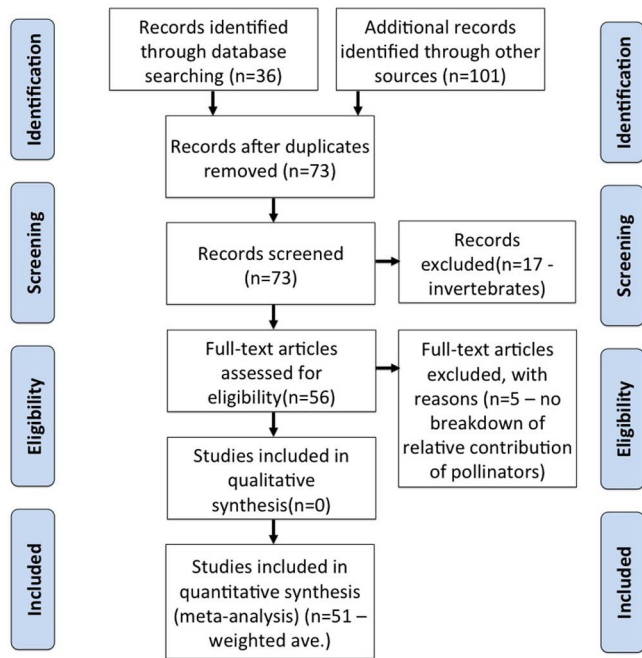 Identification
Records identified
through database
searching (n=36)
Additional records
identified through other
sources (n=101)
Identification
Records after duplicates
removed (n=73)
Screening
Records screened
(n=73)
Records
excluded(n=17 -
invertebrates)
Screening
Eligibility
Full-text articles
assessed for
eligibility(n=56)
Full-text articles
excluded, with
reasons
(n=5 – no
breakdown of
relative contribution
of pollinators)
Eligibility
Studies included in
qualitative
synthesis(n=0)
Included
Studies included in
quantitative synthesis
(meta-analysis) (n=51 –
weighted ave.)
Included